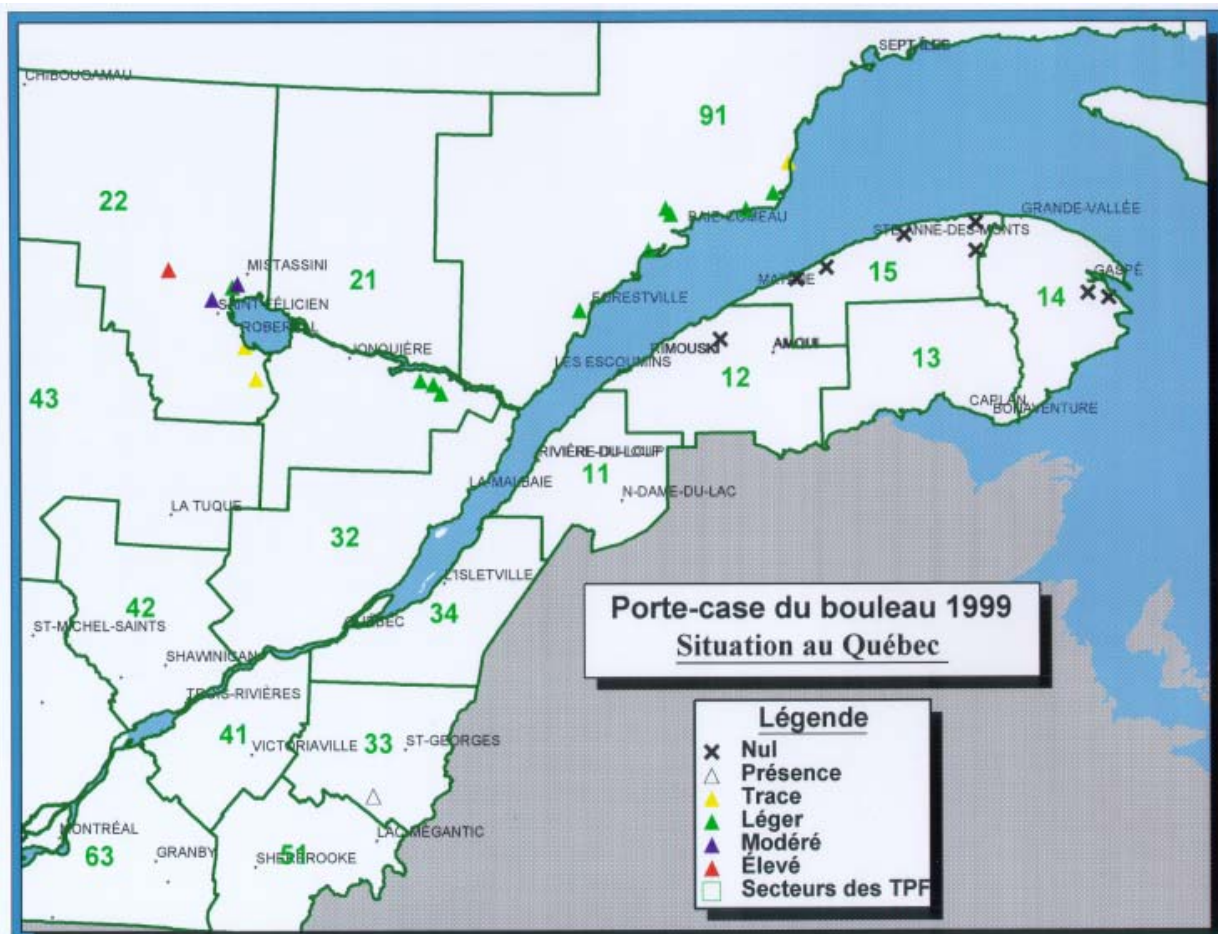 SEPT-ÎLES
CHIBOUGAMAU
91
22
GRANDE-VALLÉE
BAIE-COMEAU
STE-ANNE-DES-MONTS
MISTASSINI
21
15
GASPÉ
MATANE
14
SAINT-FÉLICIEN
FORESTVILLE
ROBERVAL
JONQUIÈRE
RIMOUSKI
AMQUI
LES ESCOUMINS
13
43
12
CAPLAN
BONAVENTURE
RIVIÈRE-DU-LOUP
11
LA-MALBAIE
N-DAME-DU-LAC
LA TUQUE
32
L'ISLETVILLE
42
34
QUÉBEC
ST-MICHEL-SAINTS
SHAWINIGAN
TROIS-RIVIÈRES
41
33
VICTORIAVILLE
ST-GEORGES
MONTRÉAL
LAC-MÉGANTIC
63
GRANBY
SHERBROOKE
51
Porte-case du bouleau 1999
Situation au Québec
Légende
Nul
Présence
Trace
Léger
Modéré
Élevé
Secteurs des TPF